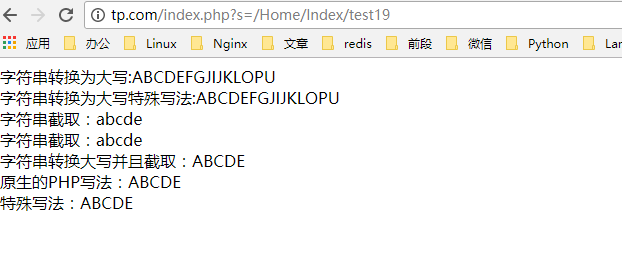 tp.com/index.php?s=/Home/Index/test19
应用 办公 Linux Nginx 文章 redis 前段 微信 Python Lar
字符串转换为大写:ABCDEFGJIJKLOPU
字符串转换为大写特殊写法:ABCDEFGJIJKLOPU
字符串截取：abcde
字符串截取：abcde
字符串转换大写并且截取：ABCDE
原生的PHP写法：ABCDE
特殊写法：ABCDE